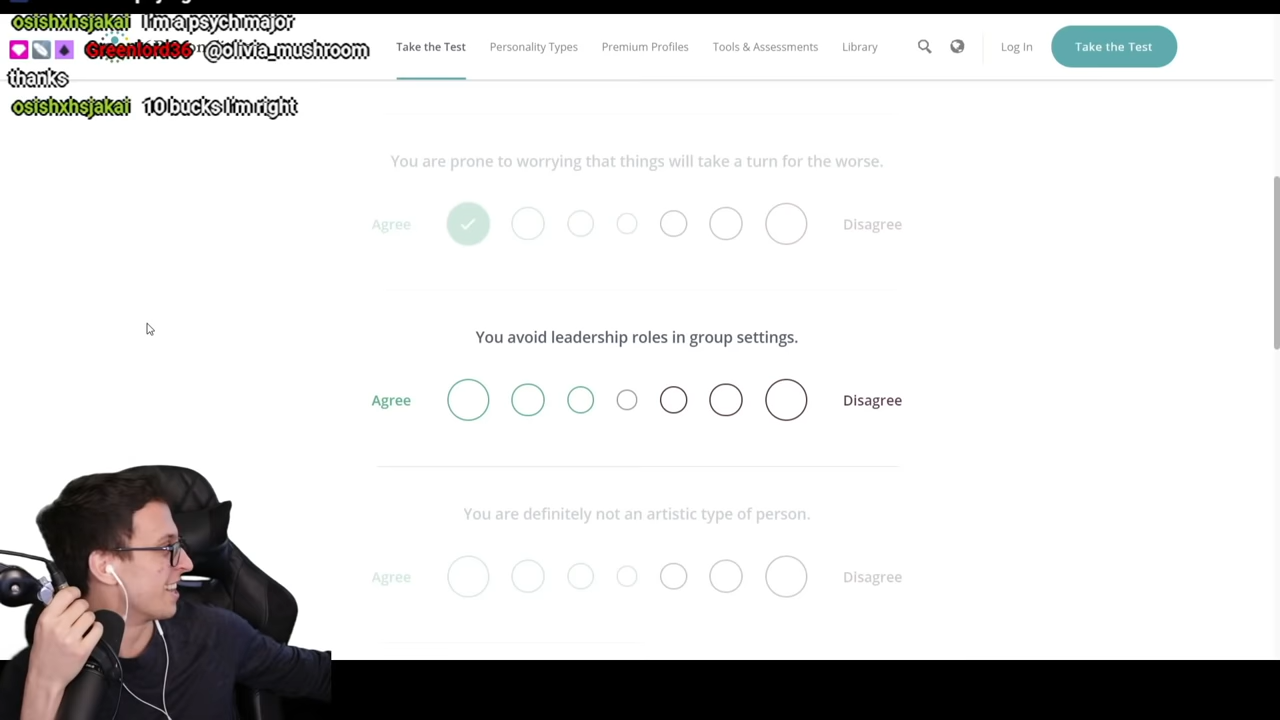 osishxhsjakai I'm a psych major
Greenlord36 @olivia_mushroom
thanks
osishxhsjakai 10 bucks I'm right
Take the Test Personality Types Premium Profiles Tools & Assessments Library Log In Take the Test
You are prone to worrying that things will take a turn for the worse.
Agree Disagree
You avoid leadership roles in group settings.
Agree Disagree
You are definitely not an artistic type of person.
Agree Disagree